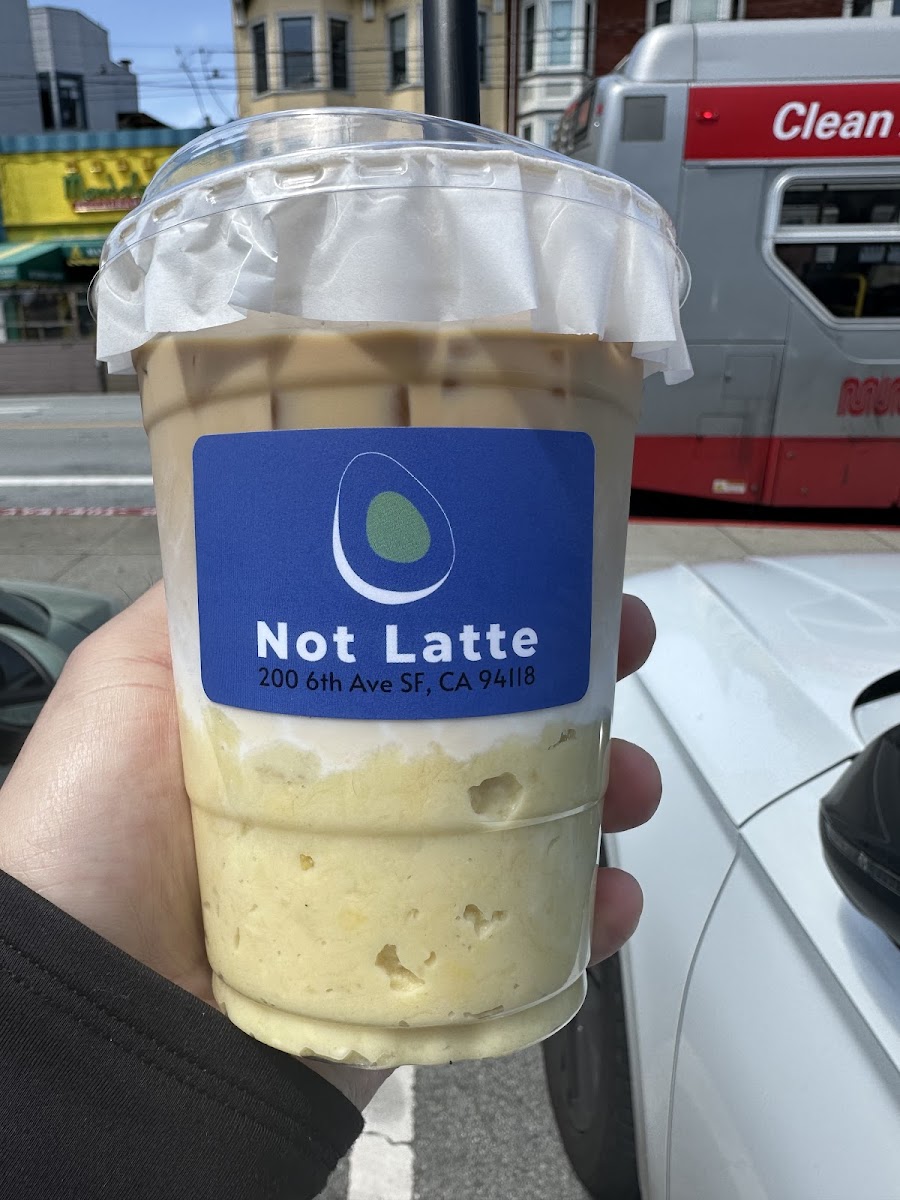 Clean
Not Latte
200 6th Ave SF, CA 94118